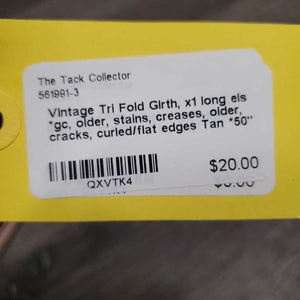 The Tack Collector
561991-3
Vintage Tri Fold Girth, x1 long els
*gc, older, stains, creases, older,
cracks, curled/flat edges Tan *50"
$20.00
QXVTK4